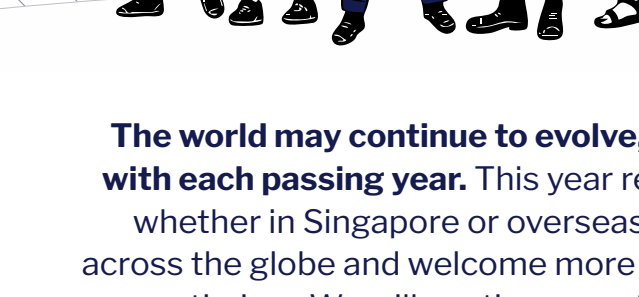 The world may continue to evolve,
with each passing year. This year
whether in Singapore or overseas
across the globe and welcome more